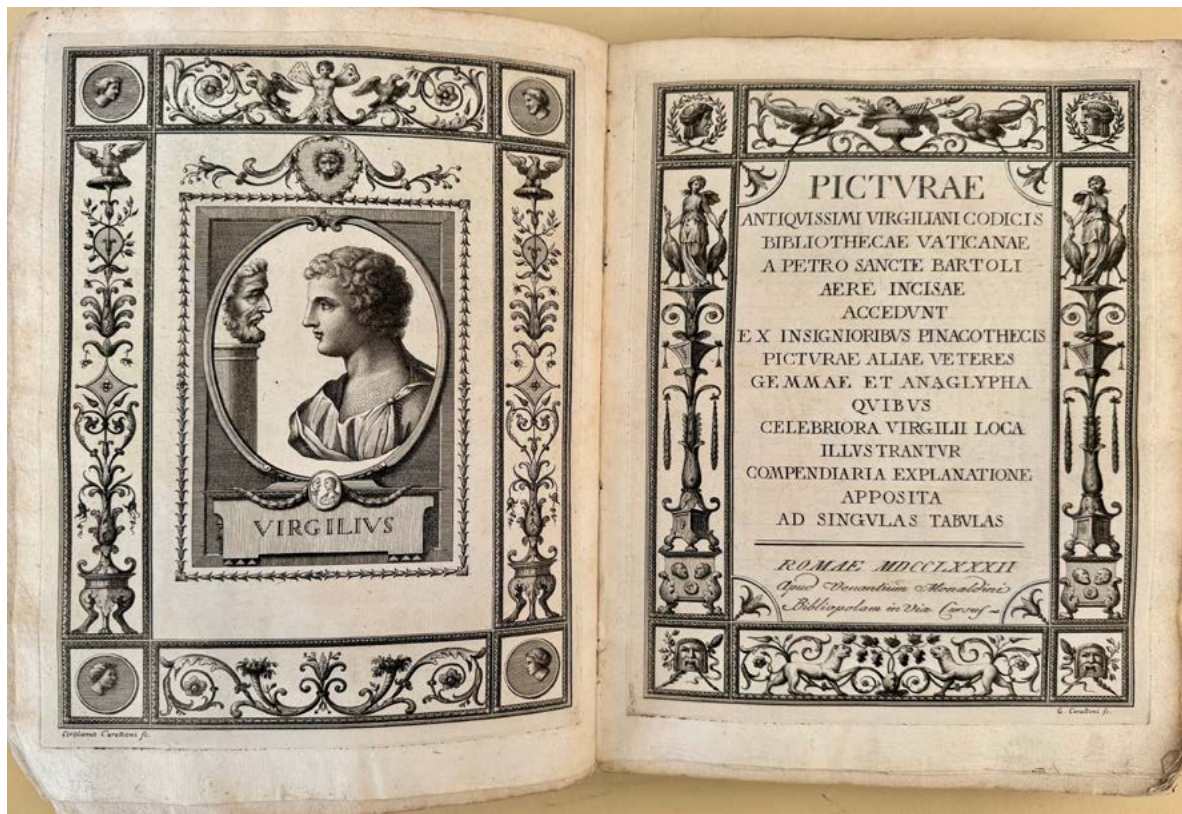 VIRGILIVS
Girolamo Carattoni fc.
PICTVRAE
ANTIQVISSIMI VIRGILIANI CODICIS
BIBLIOTHECAE VATICANAE
A PETRO SANCTE BARTOLI
AERE INCISAE
ACCEDVNT
EX INSIGNIORIBVS PINACOTHECIS
PICTVRAE ALIAE VETERES
GEMMAE ET ANAGLYPHA
QVIBVS
CELEBRIORA VIRGILII LOCA
ILLVSTRANTVR
COMPENDIARIA EXPLANATIONE
APPOSITA
AD SINGVLAS TABVLAS
ROMAE MDCCLXXXII
Apud Venantium Monaldini
Bibliopolam in Via Cursus
G. Carattoni fc.